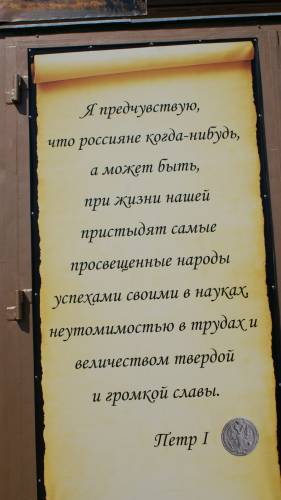 Я предчувствую,
что россияне когда-нибудь,
а может быть,
при жизни нашей
пристыдят самые
просвещенные народы
успехами своими в науках,
неутомимостью в трудах и
величеством твердой
и громкой славы.
Петр I